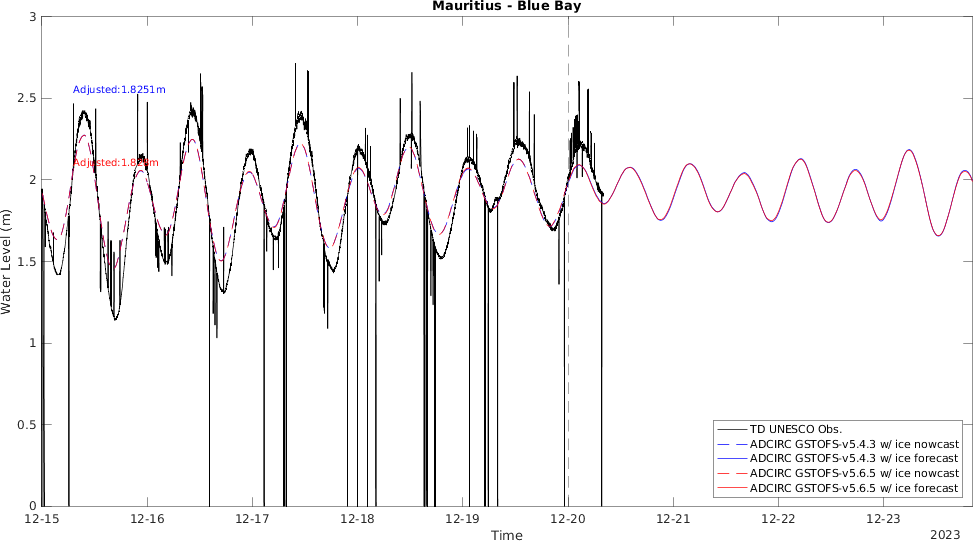 Mauritius - Blue Bay
3
2.5
2
1.5
1
0.5
0
Water Level (m)
Adjusted:1.8251m
TD UNESCO Obs.
ADCIRC GSTOFS-v5.4.3 w/ ice nowcast
ADCIRC GSTOFS-v5.4.3 w/ ice forecast
ADCIRC GSTOFS-v5.6.5 w/ ice nowcast
ADCIRC GSTOFS-v5.6.5 w/ ice forecast
12-15 12-16 12-17 12-18 12-19 12-20 12-21 12-22 12-23
Time
2023